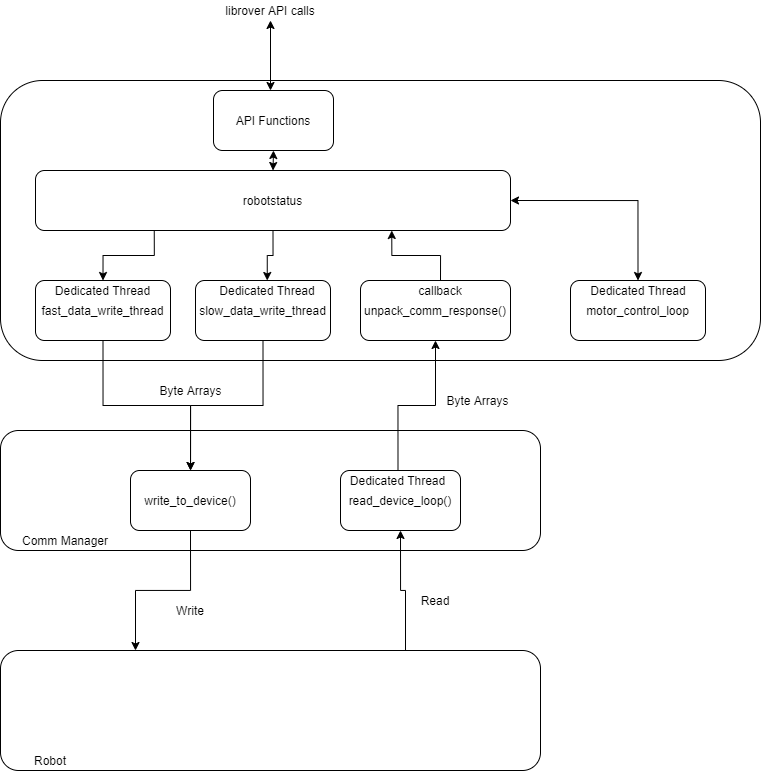 librover API calls
API Functions
robotstatus
Dedicated Thread
fast_data_write_thread
Dedicated Thread
slow_data_write_thread
callback
unpack_comm_response()
Dedicated Thread
motor_control_loop
Byte Arrays
Byte Arrays
write_to_device()
Dedicated Thread
read_device_loop()
Comm Manager
Write
Read
Robot